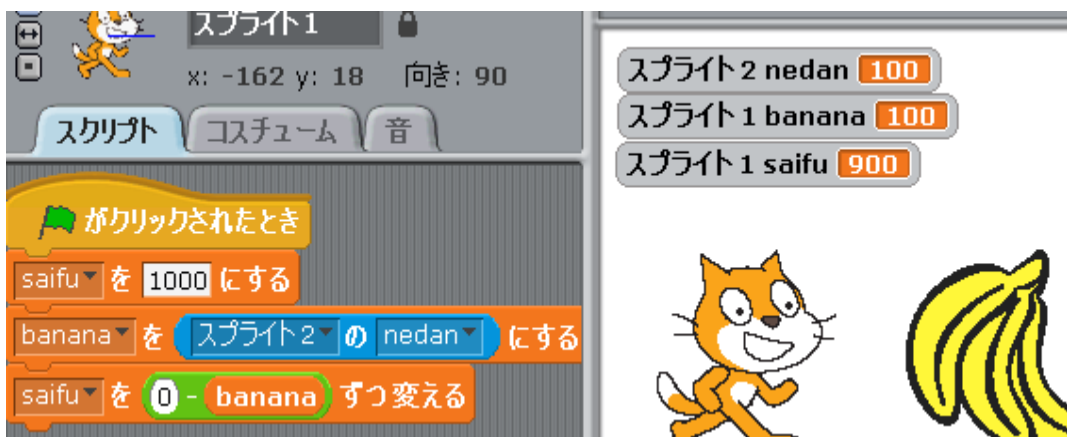 スプライト1
x: -162 y: 18 向き: 90
スクリプト コスチューム 音
がクリックされたとき
saifu を 1000 にする
banana を スプライト2 の nedan にする
saifu を 0 - banana ずつ変える
スプライト2 nedan 100
スプライト1 banana 100
スプライト1 saifu 900